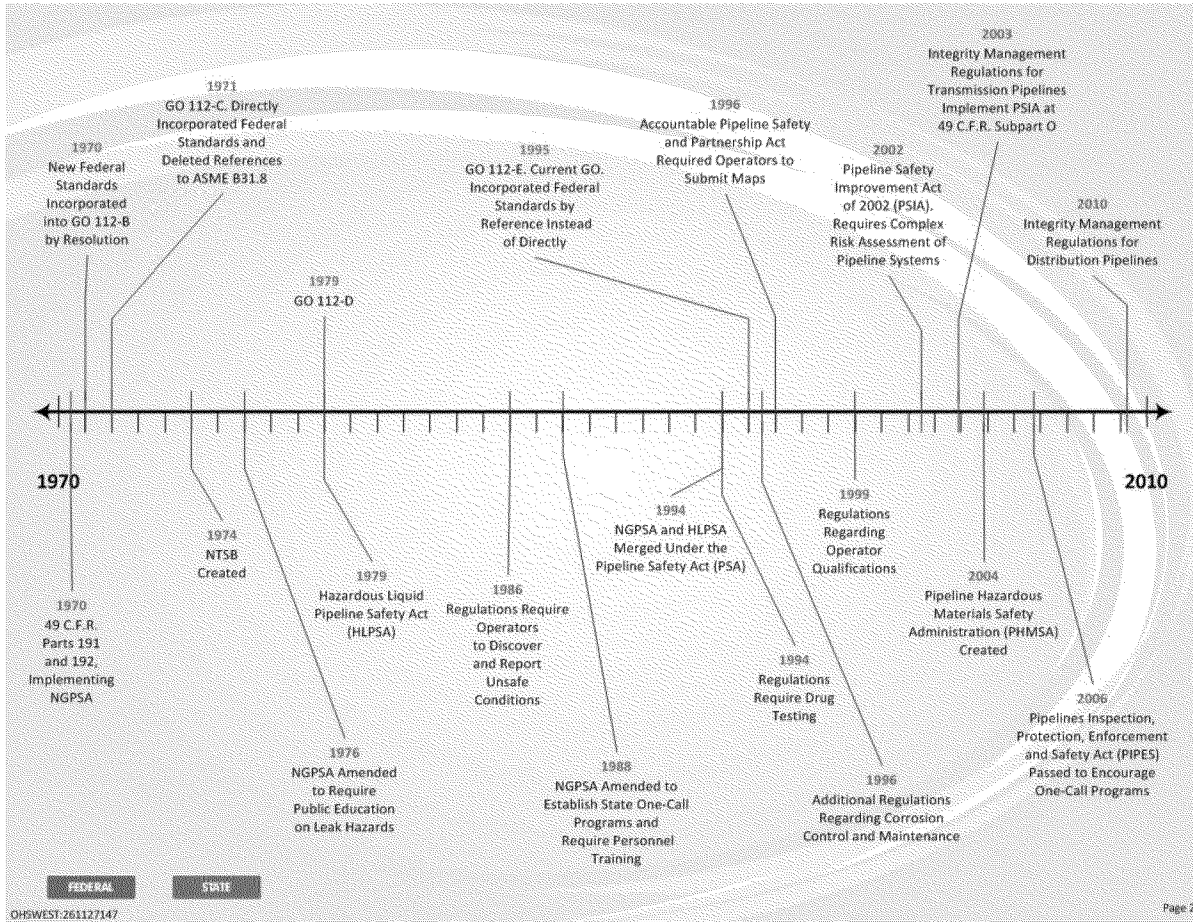 1970
New Federal
Standards
Incorporated
into GO 112-B
by Resolution
1971
GO 112-C. Directly
Incorporated Federal
Standards and
Deleted References
to ASME B31.8
1979
GO 112-D
1995
GO 112-E. Current GO.
Incorporated Federal
Standards by
Reference Instead
of Directly
1996
Accountable Pipeline Safety
and Partnership Act
Required Operators to
Submit Maps
2002
Pipeline Safety
Improvement Act
of 2002 (PSIA).
Requires Complex
Risk Assessment of
Pipeline Systems
2003
Integrity Management
Regulations for
Transmission Pipelines
Implement PSIA at
49 C.F.R. Subpart O
2010
Integrity Management
Regulations for
Distribution Pipelines
1970
2010
1970
49 C.F.R.
Parts 191
and 192,
Implementing
NGPSA
1974
NTSB
Created
1976
NGPSA Amended
to Require
Public Education
on Leak Hazards
1979
Hazardous Liquid
Pipeline Safety Act
(HLPSA)
1986
Regulations Require
Operators
to Discover
and Report
Unsafe
Conditions
1988
NGPSA Amended to
Establish State One-Call
Programs and
Require Personnel
Training
1994
NGPSA and HLPSA
Merged Under the
Pipeline Safety Act (PSA)
1994
Regulations
Require Drug
Testing
1996
Additional Regulations
Regarding Corrosion
Control and Maintenance
1999
Regulations
Regarding
Operator
Qualifications
2004
Pipeline Hazardous
Materials Safety
Administration (PHMSA)
Created
2006
Pipelines Inspection,
Protection, Enforcement
and Safety Act (PIPES)
Passed to Encourage
One-Call Programs
FEDERAL
STATE
OHSWEST:261127147
Page 2